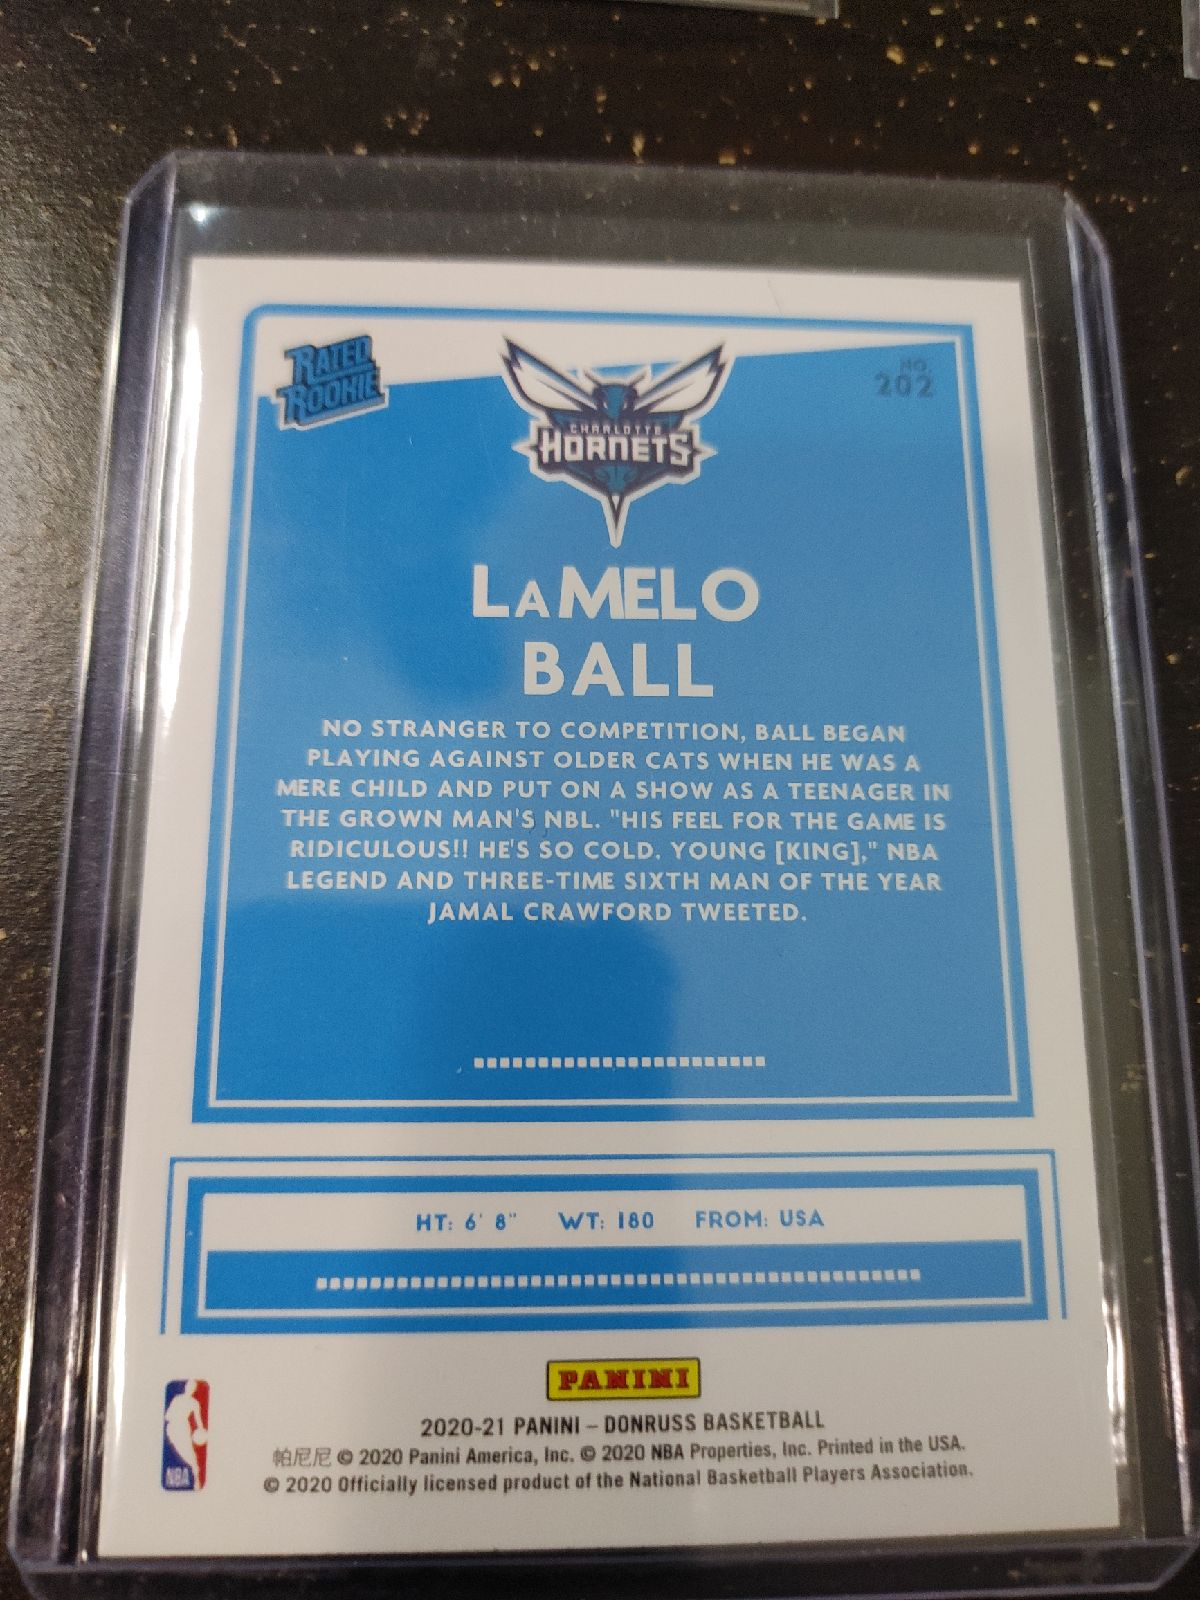 RATED
ROOKIE
NO.
202
CHARLOTTE
HORNETS
LAMELO
BALL
NO STRANGER TO COMPETITION, BALL BEGAN
PLAYING AGAINST OLDER CATS WHEN HE WAS A
MERE CHILD AND PUT ON A SHOW AS A TEENAGER IN
THE GROWN MAN'S NBL. "HIS FEEL FOR THE GAME IS
RIDICULOUS!! HE'S SO COLD. YOUNG [KING]," NBA
LEGEND AND THREE-TIME SIXTH MAN OF THE YEAR
JAMAL CRAWFORD TWEETED.
HT: 6' 8" WT: 180 FROM: USA
PANINI
2020-21 PANINI – DONRUSS BASKETBALL
帕尼尼 © 2020 Panini America, Inc. © 2020 NBA Properties, Inc. Printed in the USA.
© 2020 Officially licensed product of the National Basketball Players Association.
NBA